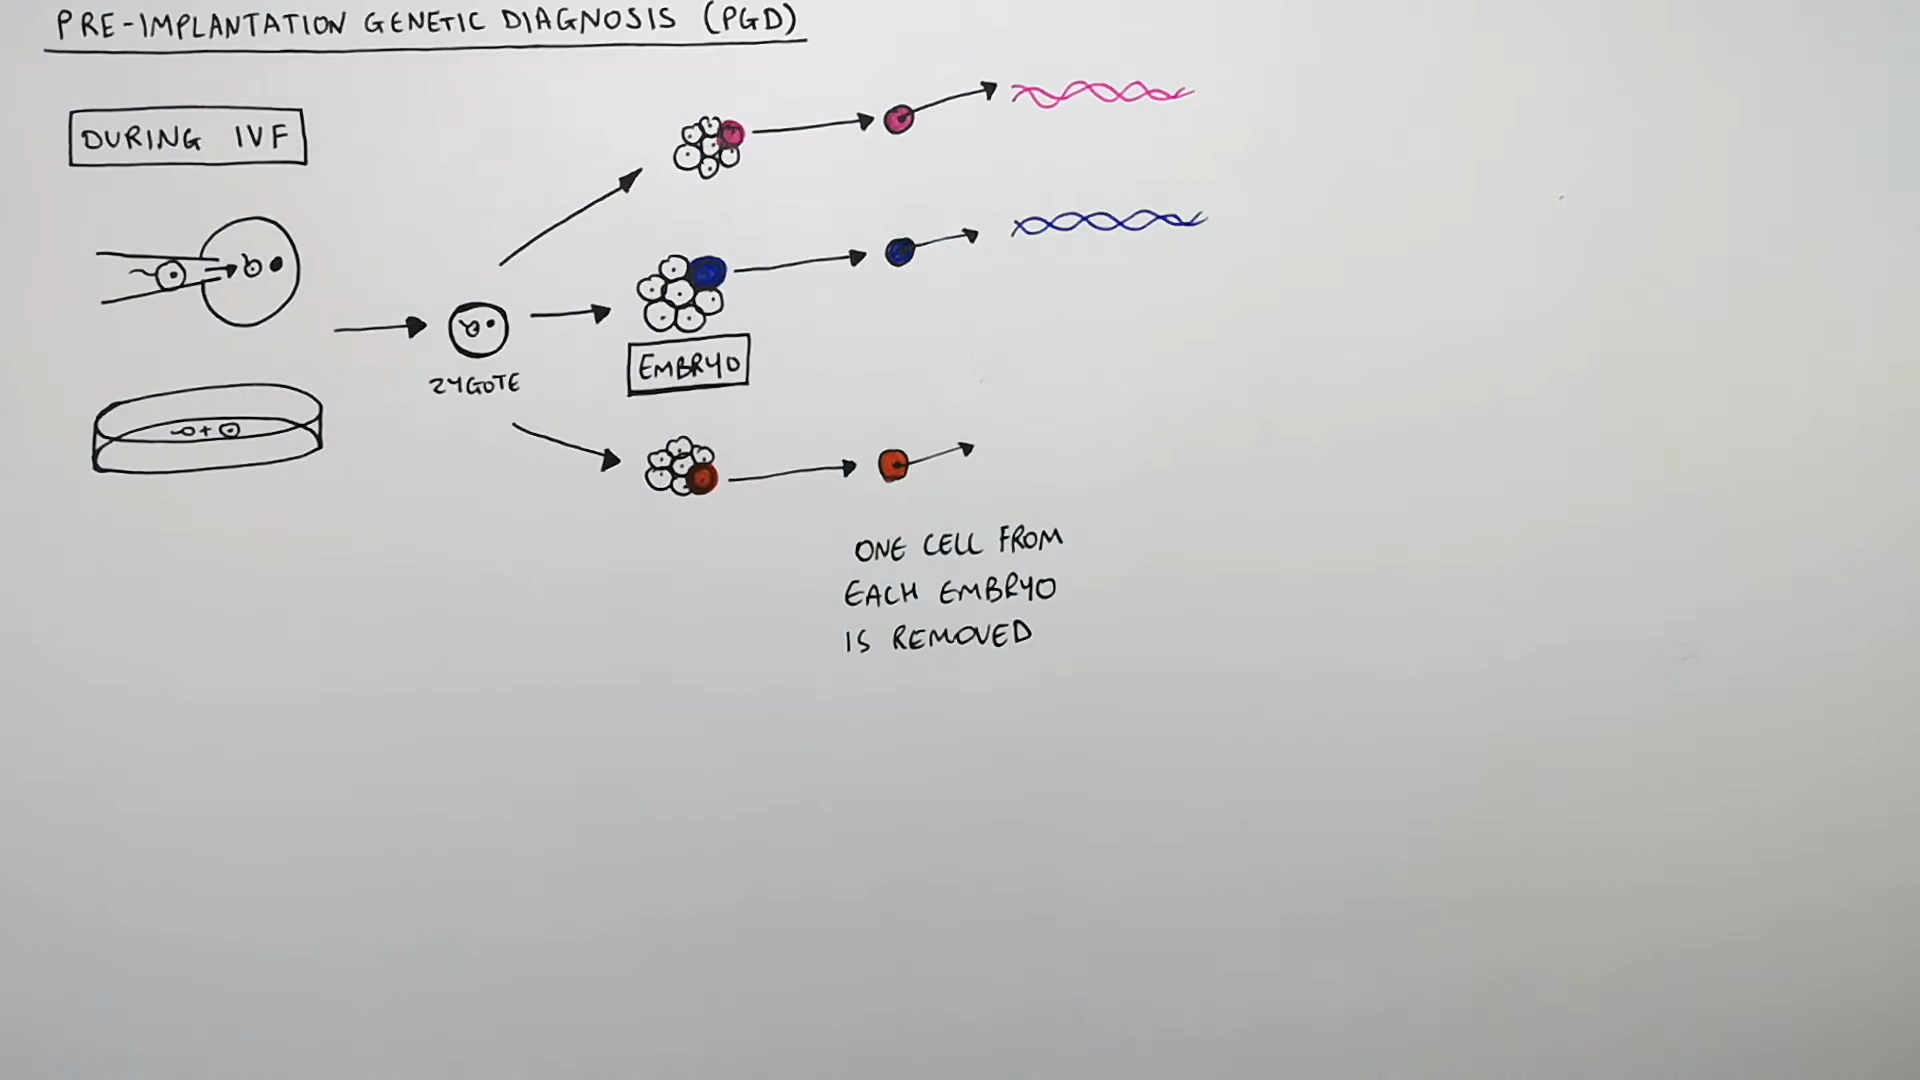 PRE-IMPLANTATION GENETIC DIAGNOSIS (PGD)
DURING IVF
ZYGOTE
EMBRYO
ONE CELL FROM
EACH EMBRYO
IS REMOVED